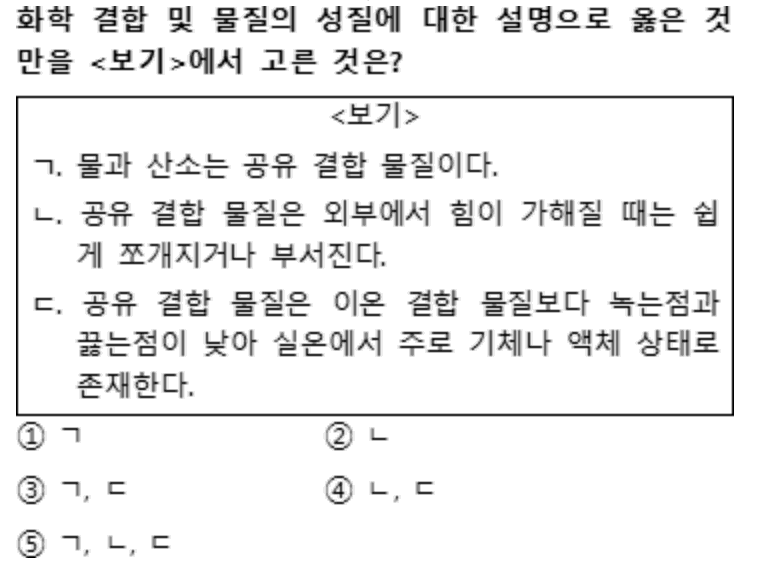 화학 결합 및 물질의 성질에 대한 설명으로 옳은 것
만을 <보기>에서 고른 것은?
<보기>
ㄱ. 물과 산소는 공유 결합 물질이다.
ㄴ. 공유 결합 물질은 외부에서 힘이 가해질 때는 쉽
게 쪼개지거나 부서진다.
ㄷ. 공유 결합 물질은 이온 결합 물질보다 녹는점과
끓는점이 낮아 실온에서 주로 기체나 액체 상태로
존재한다.
① ㄱ ② ㄴ
③ ㄱ, ㄷ ④ ㄴ, ㄷ
⑤ ㄱ, ㄴ, ㄷ